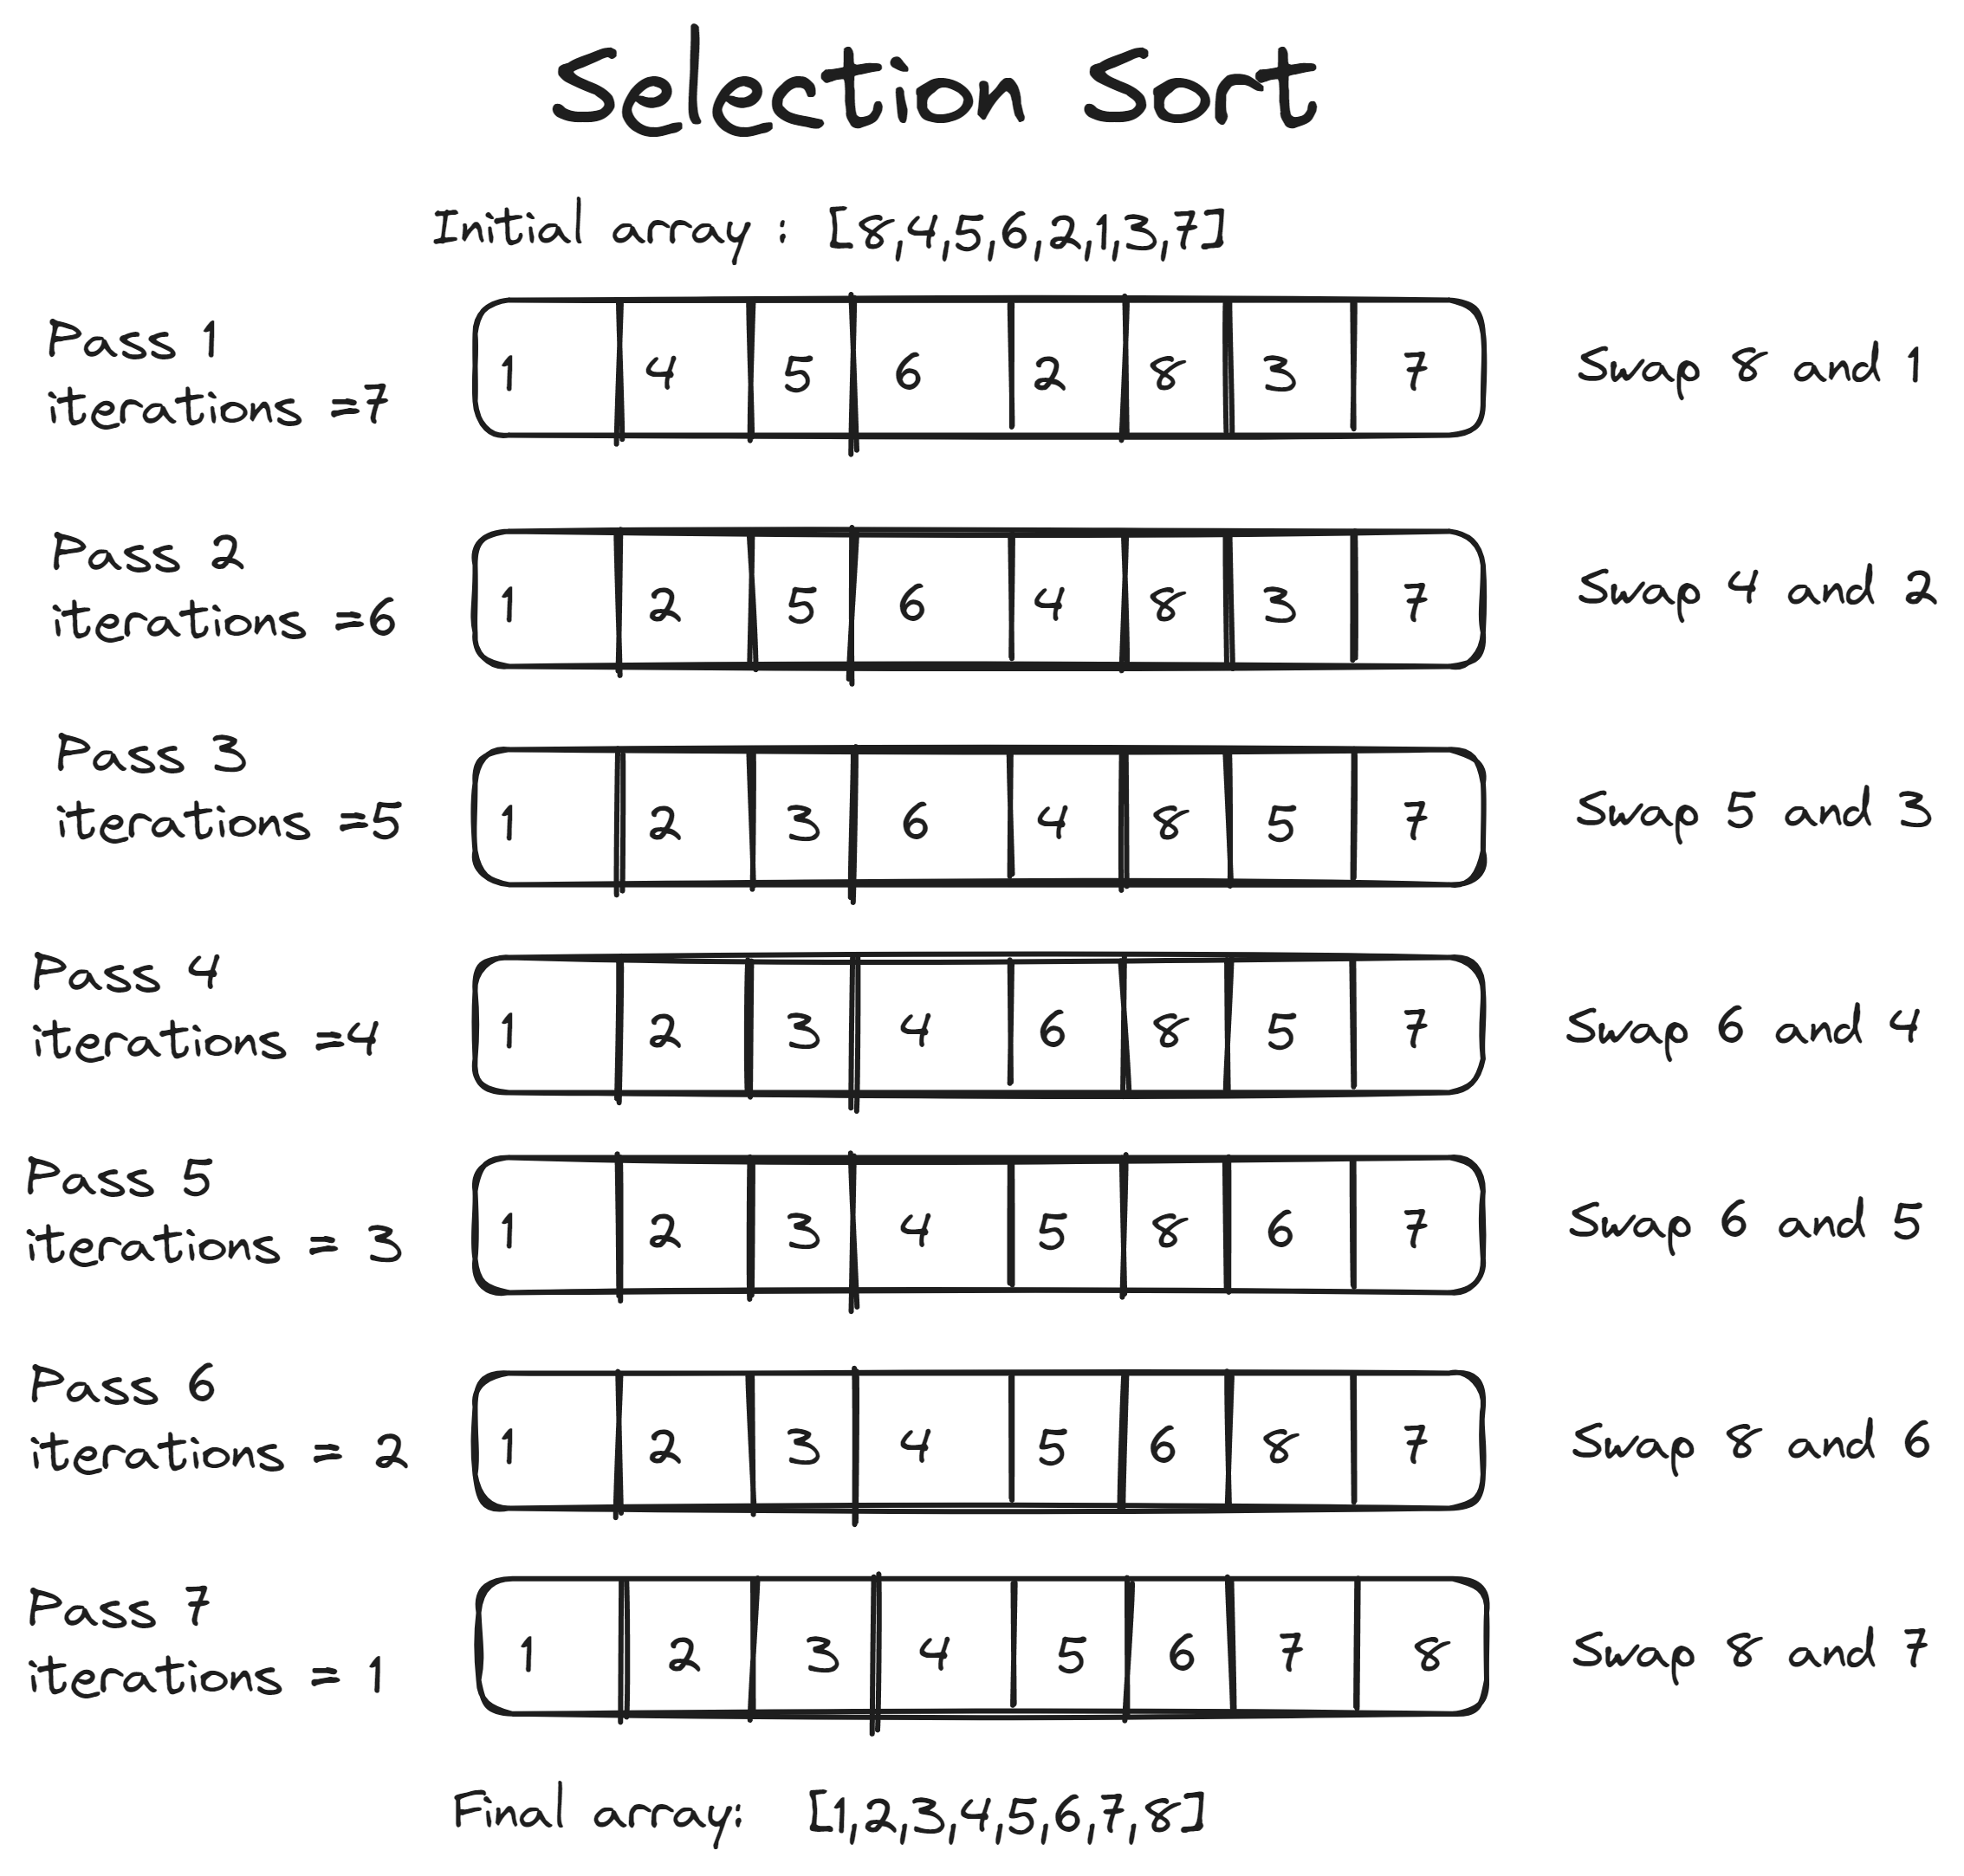 Selection Sort
Initial array : [8,4,5,6,2,1,3,7]
Pass 1
iterations =7
1 4 5 6 2 8 3 7
Swap 8 and 1
Pass 2
iterations =6
1 2 5 6 4 8 3 7
Swap 4 and 2
Pass 3
iterations =5
1 2 3 6 4 8 5 7
Swap 5 and 3
Pass 4
iterations =4
1 2 3 4 6 8 5 7
Swap 6 and 4
Pass 5
iterations = 3
1 2 3 4 5 8 6 7
Swap 6 and 5
Pass 6
iterations = 2
1 2 3 4 5 6 8 7
Swap 8 and 6
Pass 7
iterations = 1
1 2 3 4 5 6 7 8
Swap 8 and 7
Final array: [1,2,3,4,5,6,7,8]